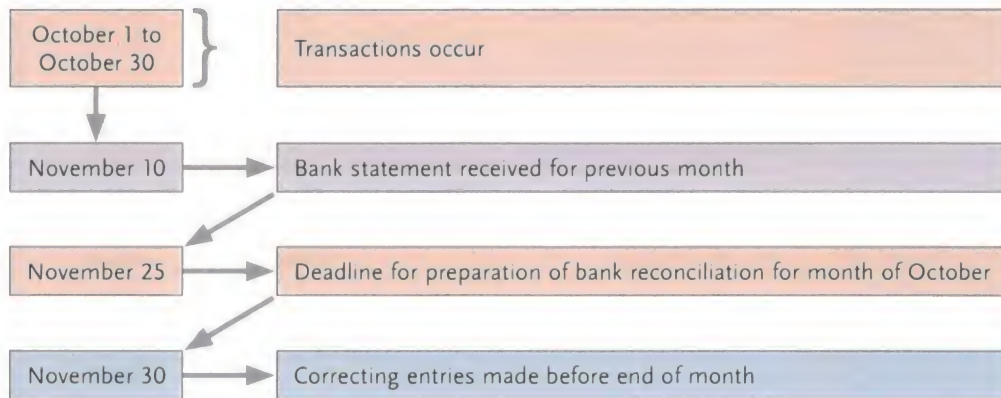 October 1 to
October 30
Transactions occur
November 10
Bank statement received for previous month
November 25
Deadline for preparation of bank reconciliation for month of October
November 30
Correcting entries made before end of month